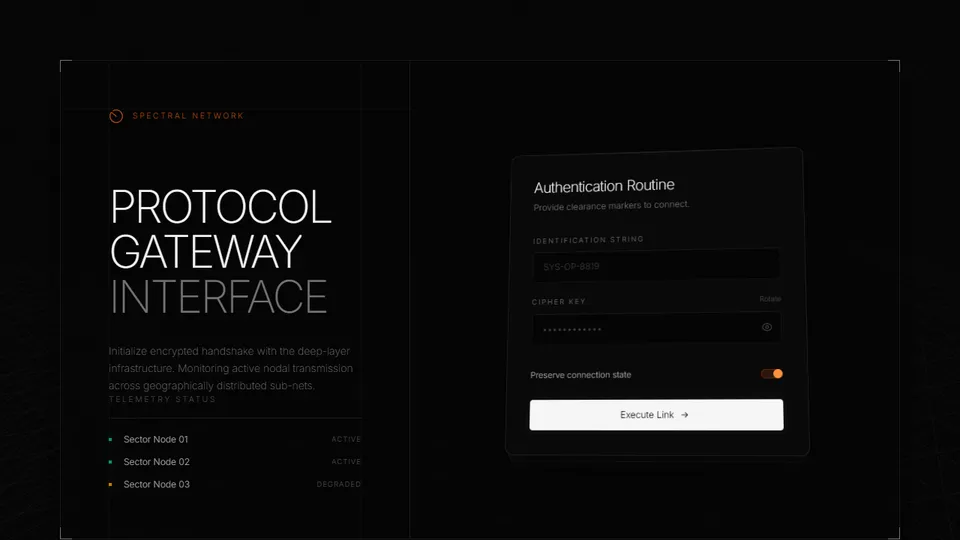 SPECTRAL NETWORK
PROTOCOL
GATEWAY
INTERFACE
Initialize encrypted handshake with the deep-layer
infrastructure. Monitoring active nodal transmission
across geographically distributed sub-nets.
TELEMETRY STATUS
Sector Node 01 ACTIVE
Sector Node 02 ACTIVE
Sector Node 03 DEGRADED
Authentication Routine
Provide clearance markers to connect.
IDENTIFICATION STRING
SYS-OP-8819
CIPHER KEY Rotate
••••••••••••
Preserve connection state
Execute Link →